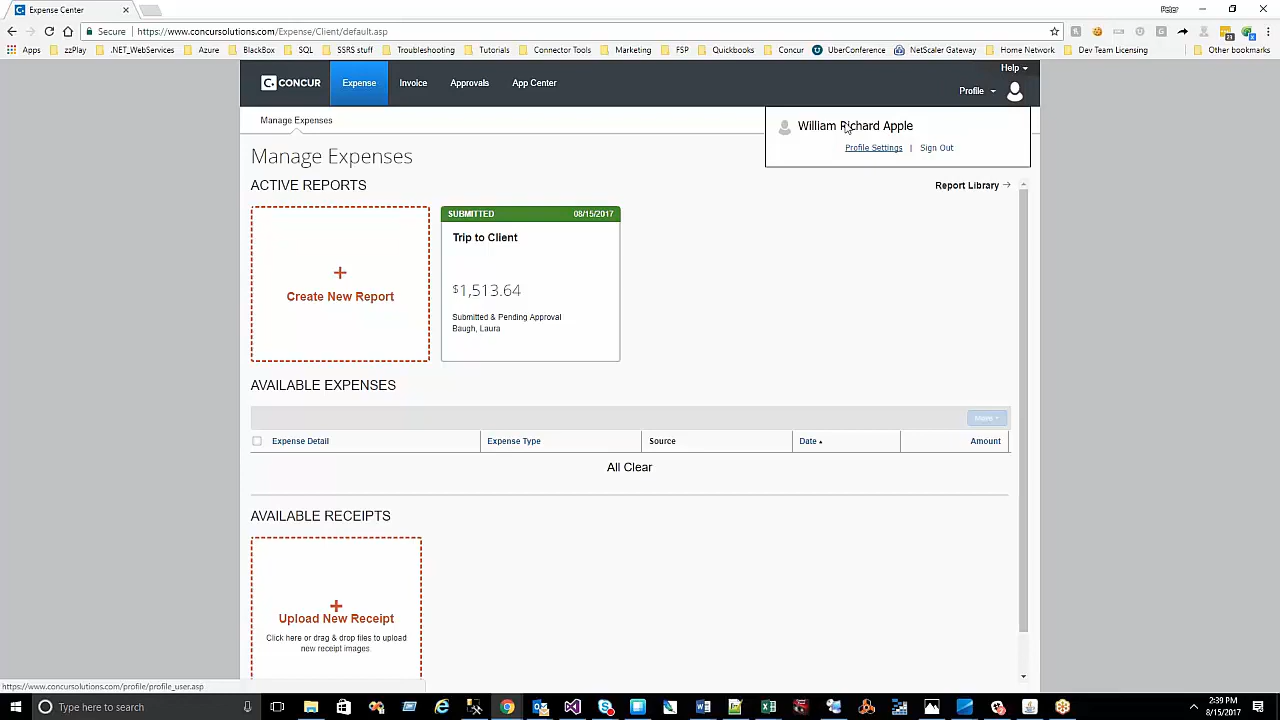 Expense Center
Peter
Secure
https://www.concursolutions.com/Expense/Client/default.asp
21
Apps
zzPlay
.NET_WebServices
Azure
BlackBox
SQL
SSRS stuff
Troubleshooting
Tutorials
Connector Tools
Marketing
FSP
Quickbooks
Concur
UberConference
NetScaler Gateway
Home Network
Dev Team Licensing
Other bookmarks
CONCUR
Expense
Invoice
Approvals
App Center
Help
Profile
Manage Expenses
William Richard Apple
Profile Settings | Sign Out
Manage Expenses
ACTIVE REPORTS
Report Library →
SUBMITTED 08/15/2017
Trip to Client
+
Create New Report
$1,513.64
Submitted & Pending Approval
Baugh, Laura
AVAILABLE EXPENSES
Move
Expense Detail Expense Type Source Date Amount
All Clear
AVAILABLE RECEIPTS
+
Upload New Receipt
Click here or drag & drop files to upload
new receipt images
https://www.concursolutions.com/profile/profile_user.asp
Type here to search
2:39 PM
8/15/2017